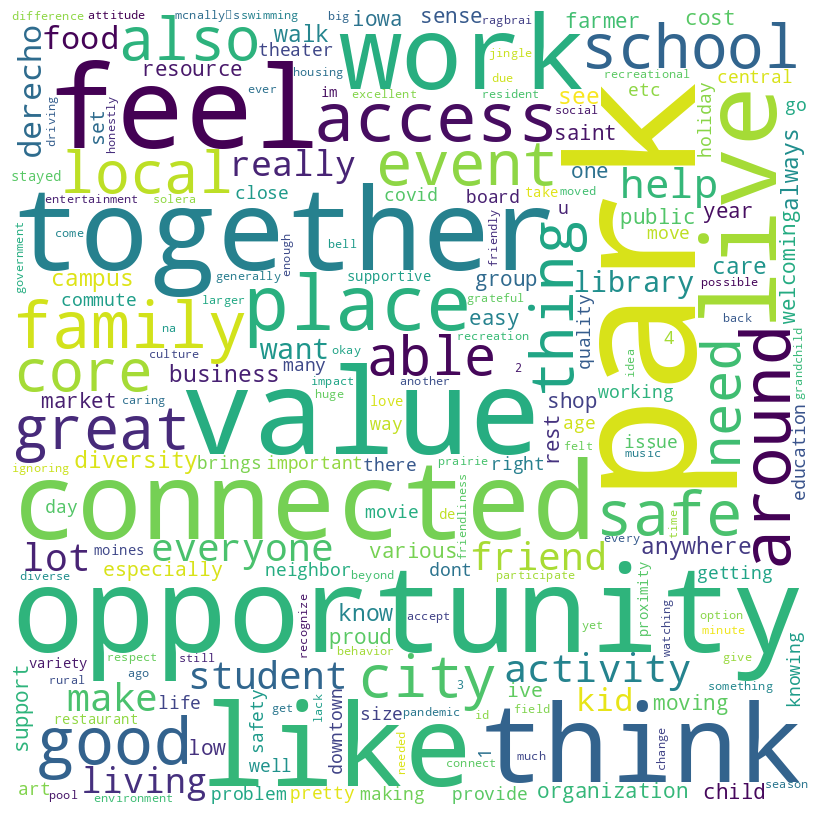 difference attitude mcnally□sswimming big iowa ragbrai sense farmer cost
derecho food also walk theater work jingle school
resource housing due recreational central
feel ever im access excellent resident see etc go
driving set honestly social saint holiday
stayed local really event one park live
entertainment solera close covid board take moved u help year always
government together come bell friendly public move welcoming
campus generally enough supportive group thing library care possible
commute larger grateful easy quality
family na place recreation want back
culture okay able 4 need around grandchild
core many impact another 2 idea
business caring huge love shop working education
market great value way age
ignoring diversity brings important there prairie right rest felt issue music
day connected movie de friendliness safe time
lot moines everyone various friend every anywhere
diverse especially neighbor beyond dont participate proximity getting
opportunity know recognize accept watching option
respect proud behavior yet minute give
variety still student city activity something knowing
rural ago life 3 ive kid moving
support make get lack pandemic id field
restaurant safety downtown size needed connect 1 much change
good low well like think
living child season
art pool environment problem pretty making provide organization